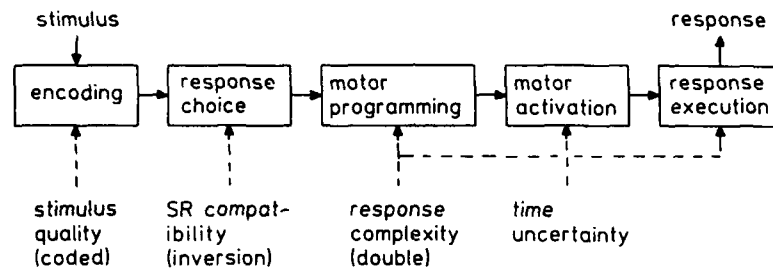 stimulus
response
encoding
response
choice
motor
programming
motor
activation
response
execution
stimulus
quality
(coded)
SR compat-
ibility
(inversion)
response
complexity
(double)
time
uncertainty